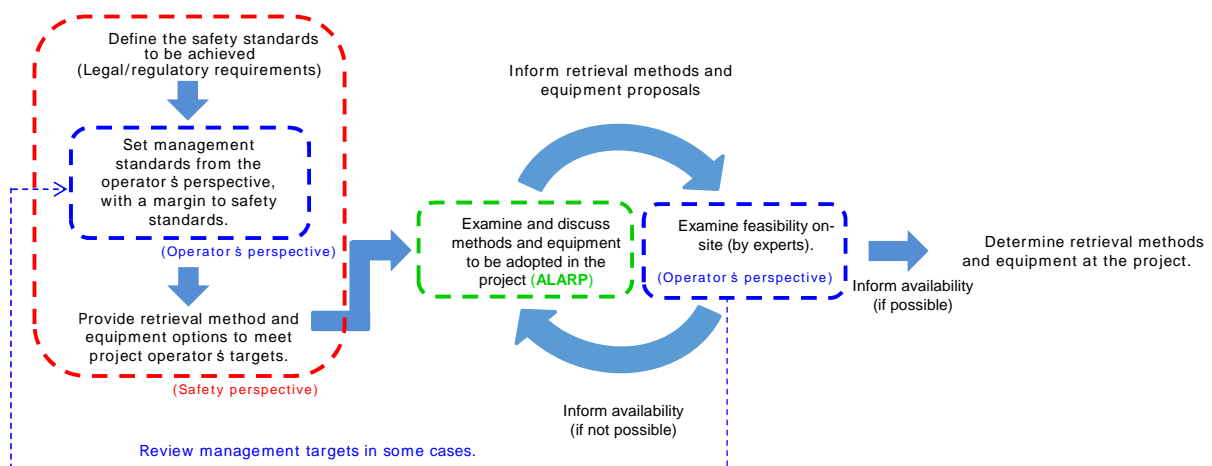 Define the safety standards
to be achieved
(Legal/regulatory requirements)
Set management
standards from the
operator ṡ perspective,
with a margin to safety
standards.
(Operator ṡ perspective)
Provide retrieval method and
equipment options to meet
project operator ṡ targets.
(Safety perspective)
Inform retrieval methods and
equipment proposals
Examine and discuss
methods and equipment
to be adopted in the
project (ALARP)
Examine feasibility on-
site (by experts).
(Operator ṡ perspective)
Inform availability
(if possible)
Determine retrieval methods
and equipment at the project.
Inform availability
(if not possible)
Review management targets in some cases.